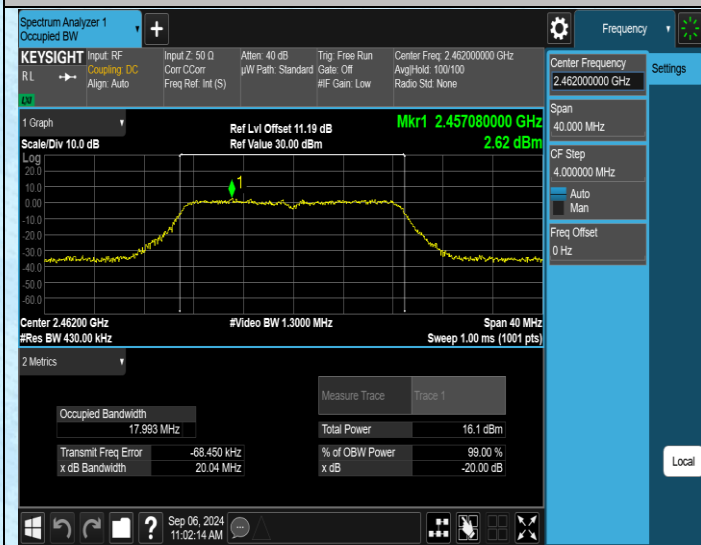 Spectrum Analyzer 1
Occupied BW
Frequency
KEYSIGHT
RL
Input: RF
Coupling: DC
Align: Auto
Input Z: 50 Ω
Corr CCorr
Freq Ref: Int (S)
Atten: 40 dB
µW Path: Standard
Trig: Free Run
Gate: Off
#IF Gain: Low
Center Freq: 2.462000000 GHz
Avg|Hold: 100/100
Radio Std: None
LXI
Center Frequency
2.462000000 GHz
Settings
Span
40.000 MHz
CF Step
4.000000 MHz
Auto
Man
Freq Offset
0 Hz
Local
1 Graph
Scale/Div 10.0 dB
Ref Lvl Offset 11.19 dB
Ref Value 30.00 dBm
Mkr1 2.457080000 GHz
2.62 dBm
Log
20.0
10.0
0.00
-10.0
-20.0
-30.0
-40.0
-50.0
-60.0
1
Center 2.46200 GHz
#Res BW 430.00 kHz
#Video BW 1.3000 MHz
Span 40 MHz
Sweep 1.00 ms (1001 pts)
2 Metrics
Measure Trace
Trace 1
Occupied Bandwidth
17.993 MHz
Total Power
16.1 dBm
Transmit Freq Error
-68.450 kHz
% of OBW Power
99.00 %
x dB Bandwidth
20.04 MHz
x dB
-20.00 dB
Sep 06, 2024
11:02:14 AM